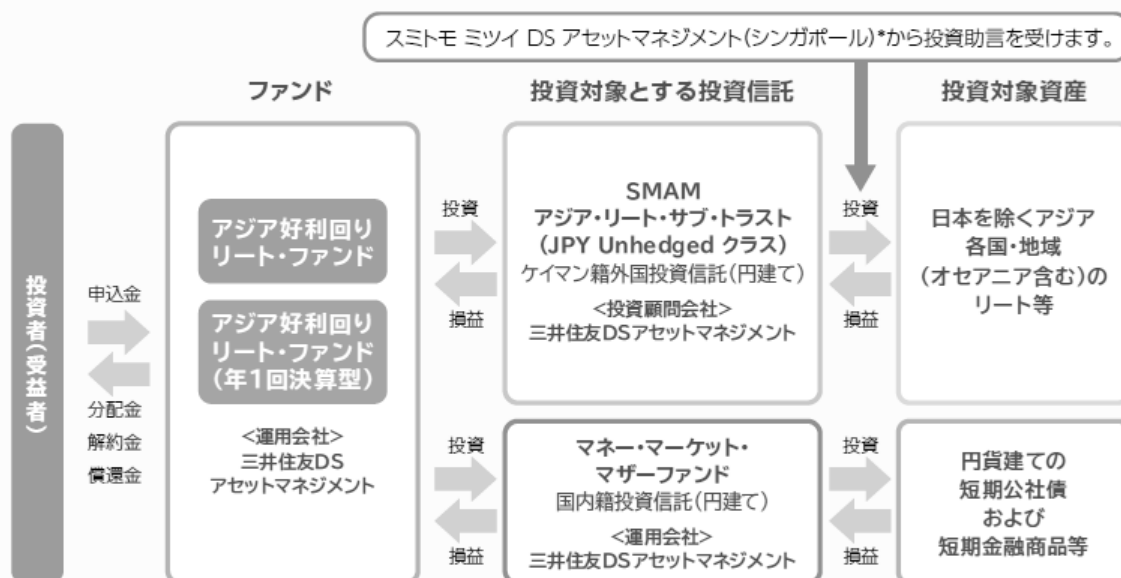 スミトモ ミツイ DS アセットマネジメント(シンガポール)*から投資助言を受けます。
ファンド
投資対象とする投資信託
投資対象資産
投資者(受益者)
申込金
分配金
解約金
償還金
アジア好利回り
リート・ファンド
アジア好利回り
リート・ファンド
(年1回決算型)
<運用会社>
三井住友DS
アセットマネジメント
投資
損益
SMAM
アジア・リート・サブ・トラスト
(JPY Unhedged クラス)
ケイマン籍外国投資信託(円建て)
<投資顧問会社>
三井住友DSアセットマネジメント
投資
損益
日本を除くアジア
各国・地域
(オセアニア含む)の
リート等
投資
損益
マネー・マーケット・
マザーファンド
国内籍投資信託(円建て)
<運用会社>
三井住友DSアセットマネジメント
投資
損益
円貨建ての
短期公社債
および
短期金融商品等